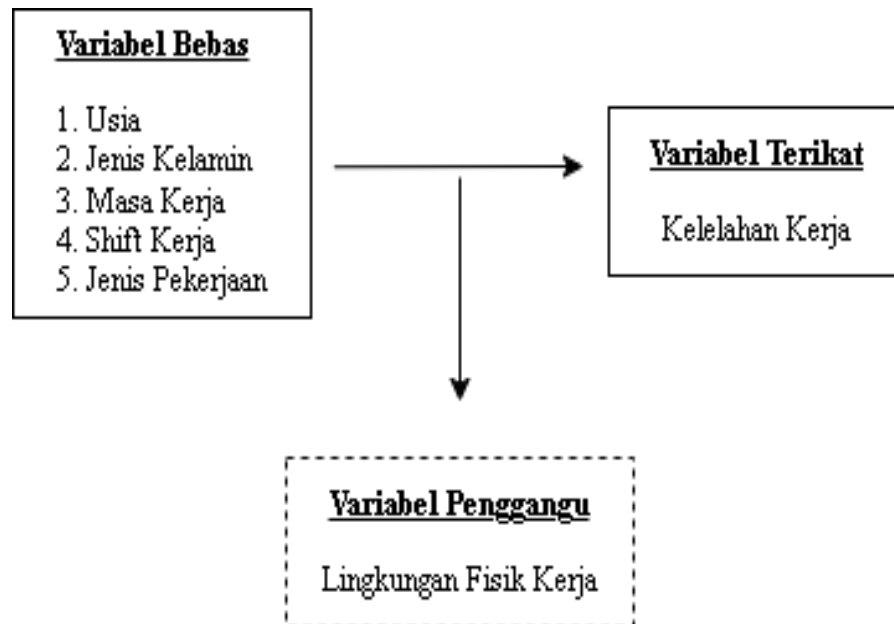 Variabel Bebas
1. Usia
2. Jenis Kelamin
3. Masa Kerja
4. Shift Kerja
5. Jenis Pekerjaan
Variabel Terikat
Kelelahan Kerja
Variabel Penggangu
Lingkungan Fisik Kerja